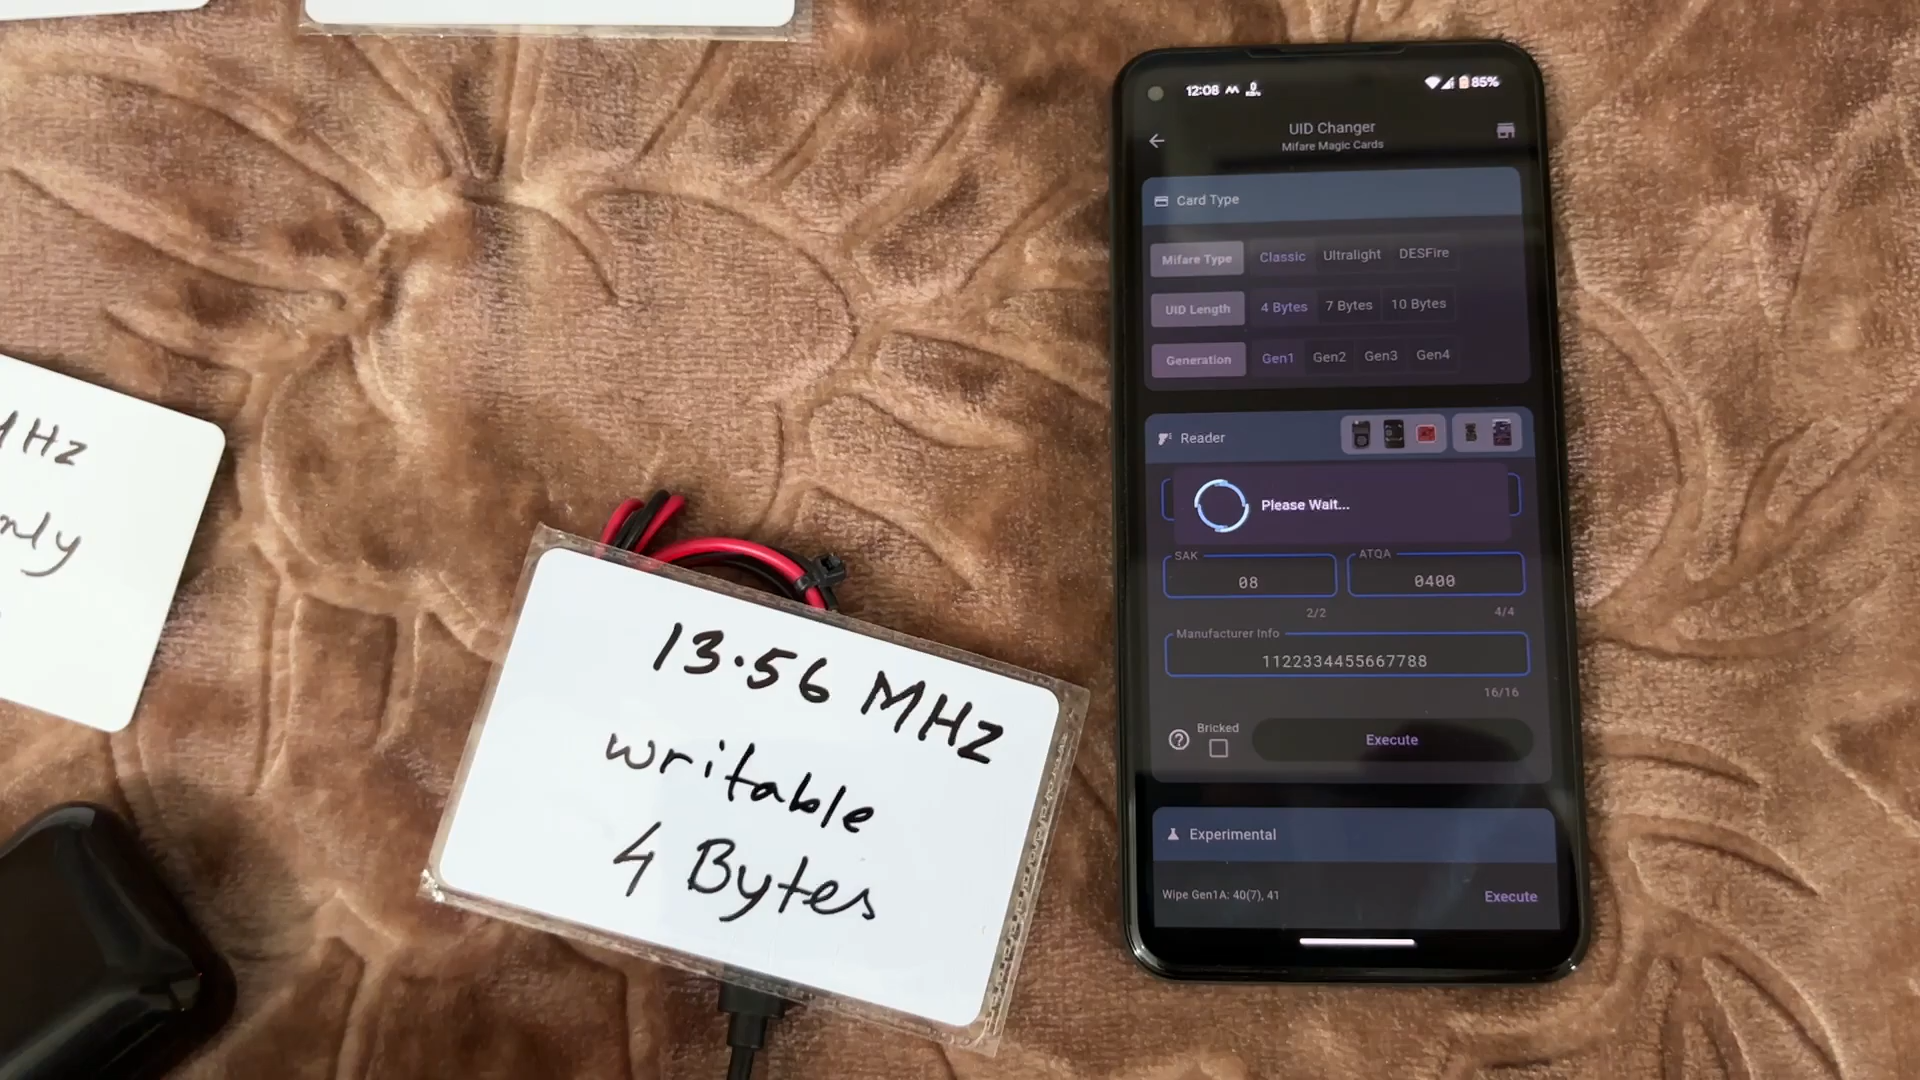 MHz
nly
13.56 MHz
writable
4 Bytes
12:08
85%
UID Changer
Mifare Magic Cards
Card Type
Mifare Type Classic Ultralight DESFire
UID Length 4 Bytes 7 Bytes 10 Bytes
Generation Gen1 Gen2 Gen3 Gen4
Reader
Please Wait...
SAK ATQA
08 0400
2/2 4/4
Manufacturer Info
1122334455667788
16/16
Bricked
Execute
Experimental
Wipe Gen1A: 40(7), 41 Execute